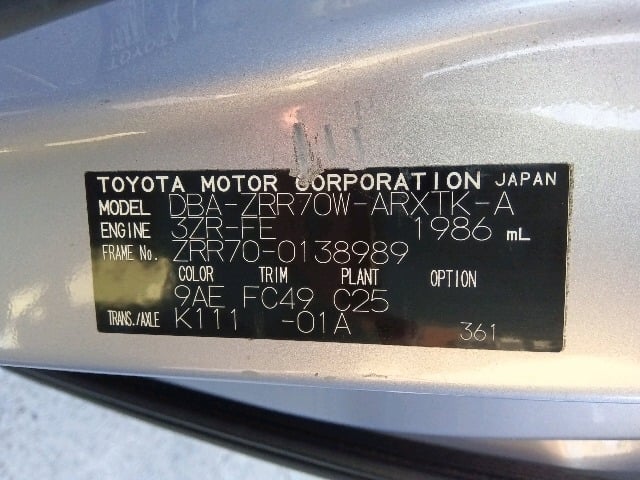 TOYOTA MOTOR CORPORATION JAPAN
MODEL DBA-ZRR70W-ARXTK-A
ENGINE 3ZR-FE 1986 mL
FRAME No. ZRR70-0138989
COLOR TRIM PLANT OPTION
9AE FC49 C25
TRANS./AXLE K111 -01A 361